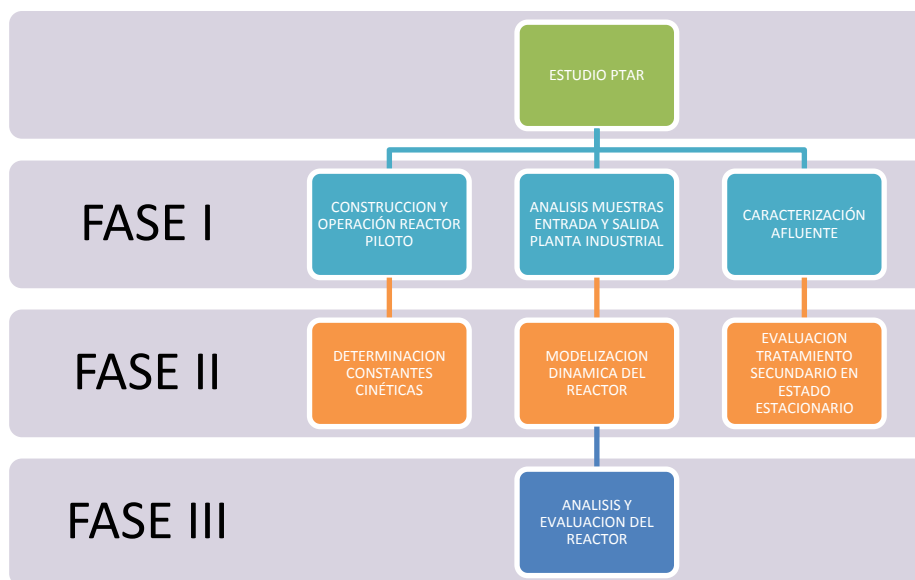 ESTUDIO PTAR
FASE I
CONSTRUCCION Y
OPERACIÓN REACTOR
PILOTO
ANALISIS MUESTRAS
ENTRADA Y SALIDA
PLANTA INDUSTRIAL
CARACTERIZACIÓN
AFLUENTE
FASE II
DETERMINACION
CONSTANTES
CINÉTICAS
MODELIZACION
DINAMICA DEL
REACTOR
EVALUACION
TRATAMIENTO
SECUNDARIO EN
ESTADO
ESTACIONARIO
FASE III
ANALISIS Y
EVALUACION DEL
REACTOR